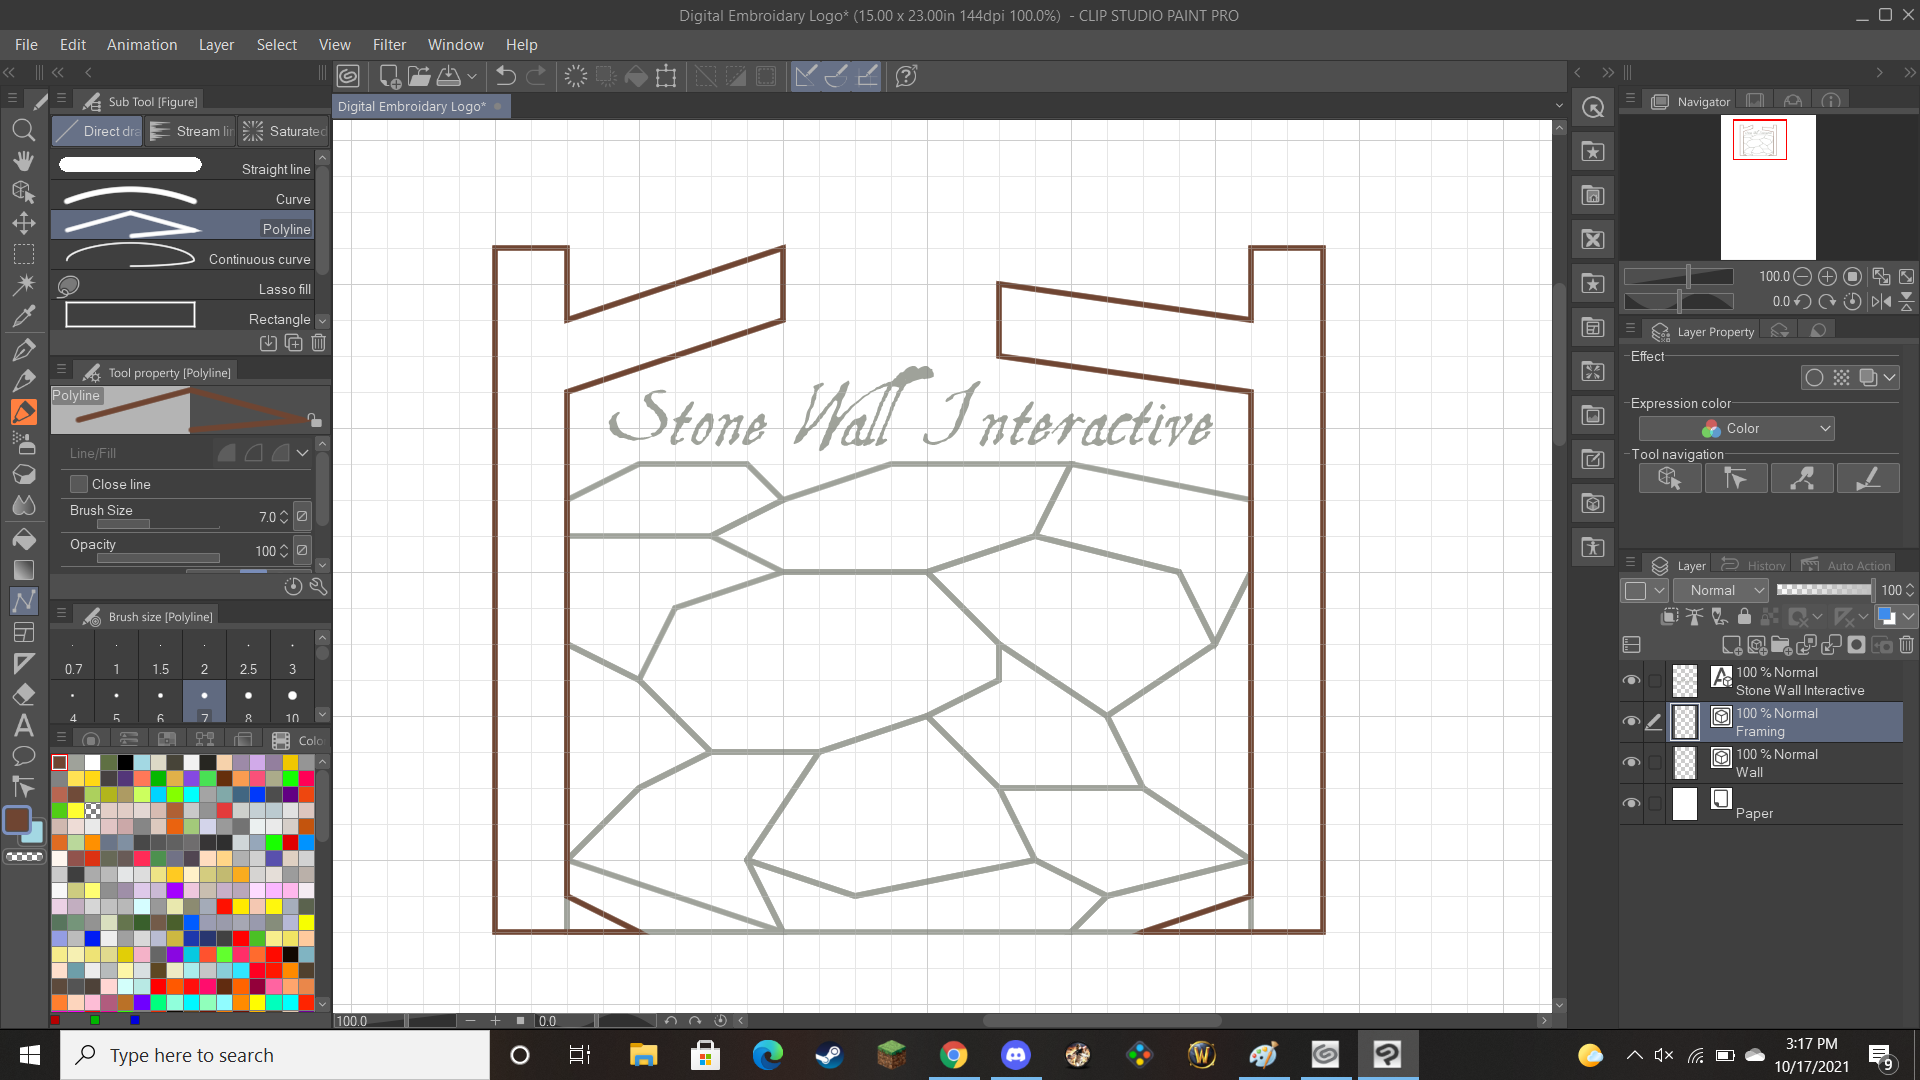 Digital Embroidary Logo* (15.00 x 23.00in 144dpi 100.0%)  - CLIP STUDIO PAINT PRO
File Edit Animation Layer Select View Filter Window Help
Sub Tool [Figure]
Digital Embroidary Logo*
Navigator
Direct dra Stream lin Saturated
Straight line
Curve
Polyline
Continuous curve
Lasso fill
Rectangle
100.0
0.0
Layer Property
Effect
Expression color
Color
Tool navigation
Tool property [Polyline]
Polyline
Line/Fill
Close line
Brush Size 7.0
Opacity 100
Brush size [Polyline]
0.7 1 1.5 2 2.5 3
4 5 6 7 8 10
Colo
Stone Wall Interactive
Layer History Auto Action
Normal 100
100 % Normal
Stone Wall Interactive
100 % Normal
Framing
100 % Normal
Wall
Paper
100.0 0.0
Type here to search
3:17 PM
10/17/2021
9